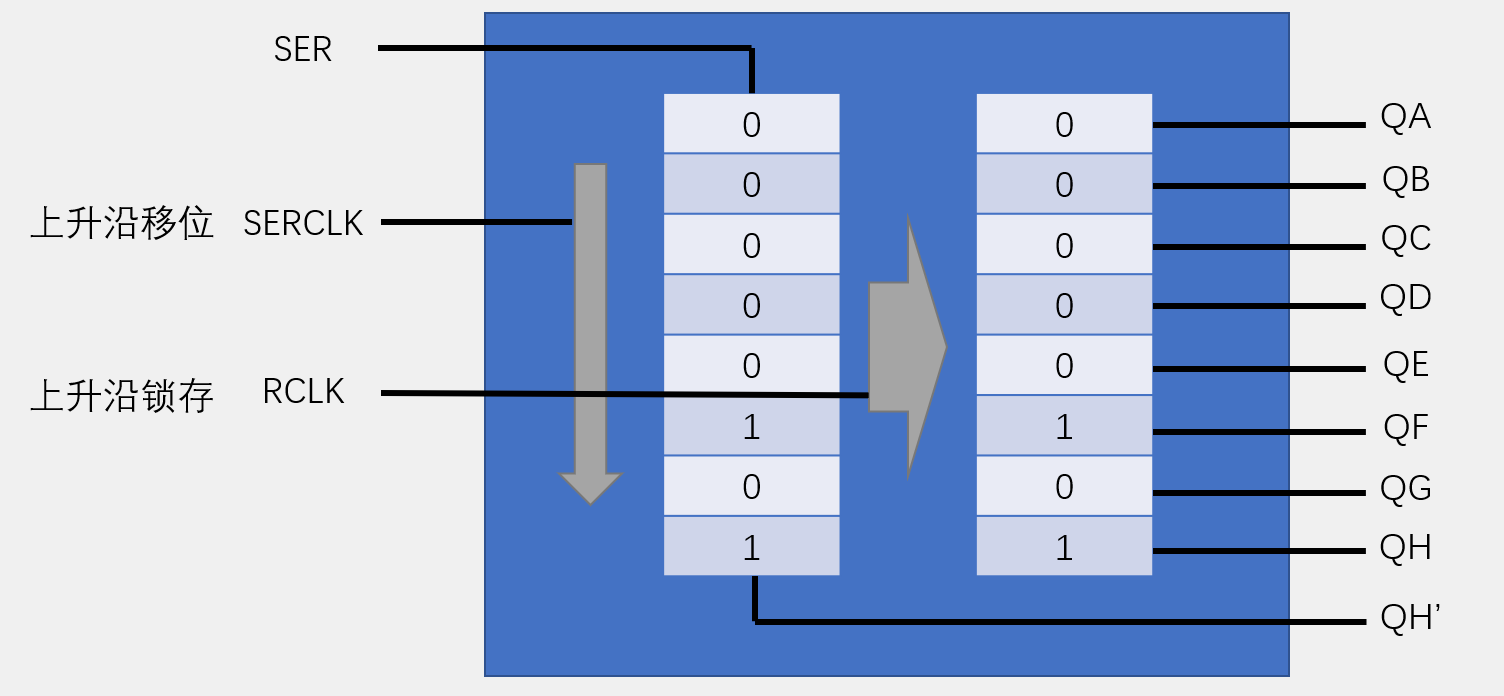 SER
0 0 QA
0 0 QB
上升沿移位 SERCLK
0 0 QC
0 0 QD
0 0 QE
上升沿锁存 RCLK
1 1 QF
0 0 QG
1 1 QH
QH’